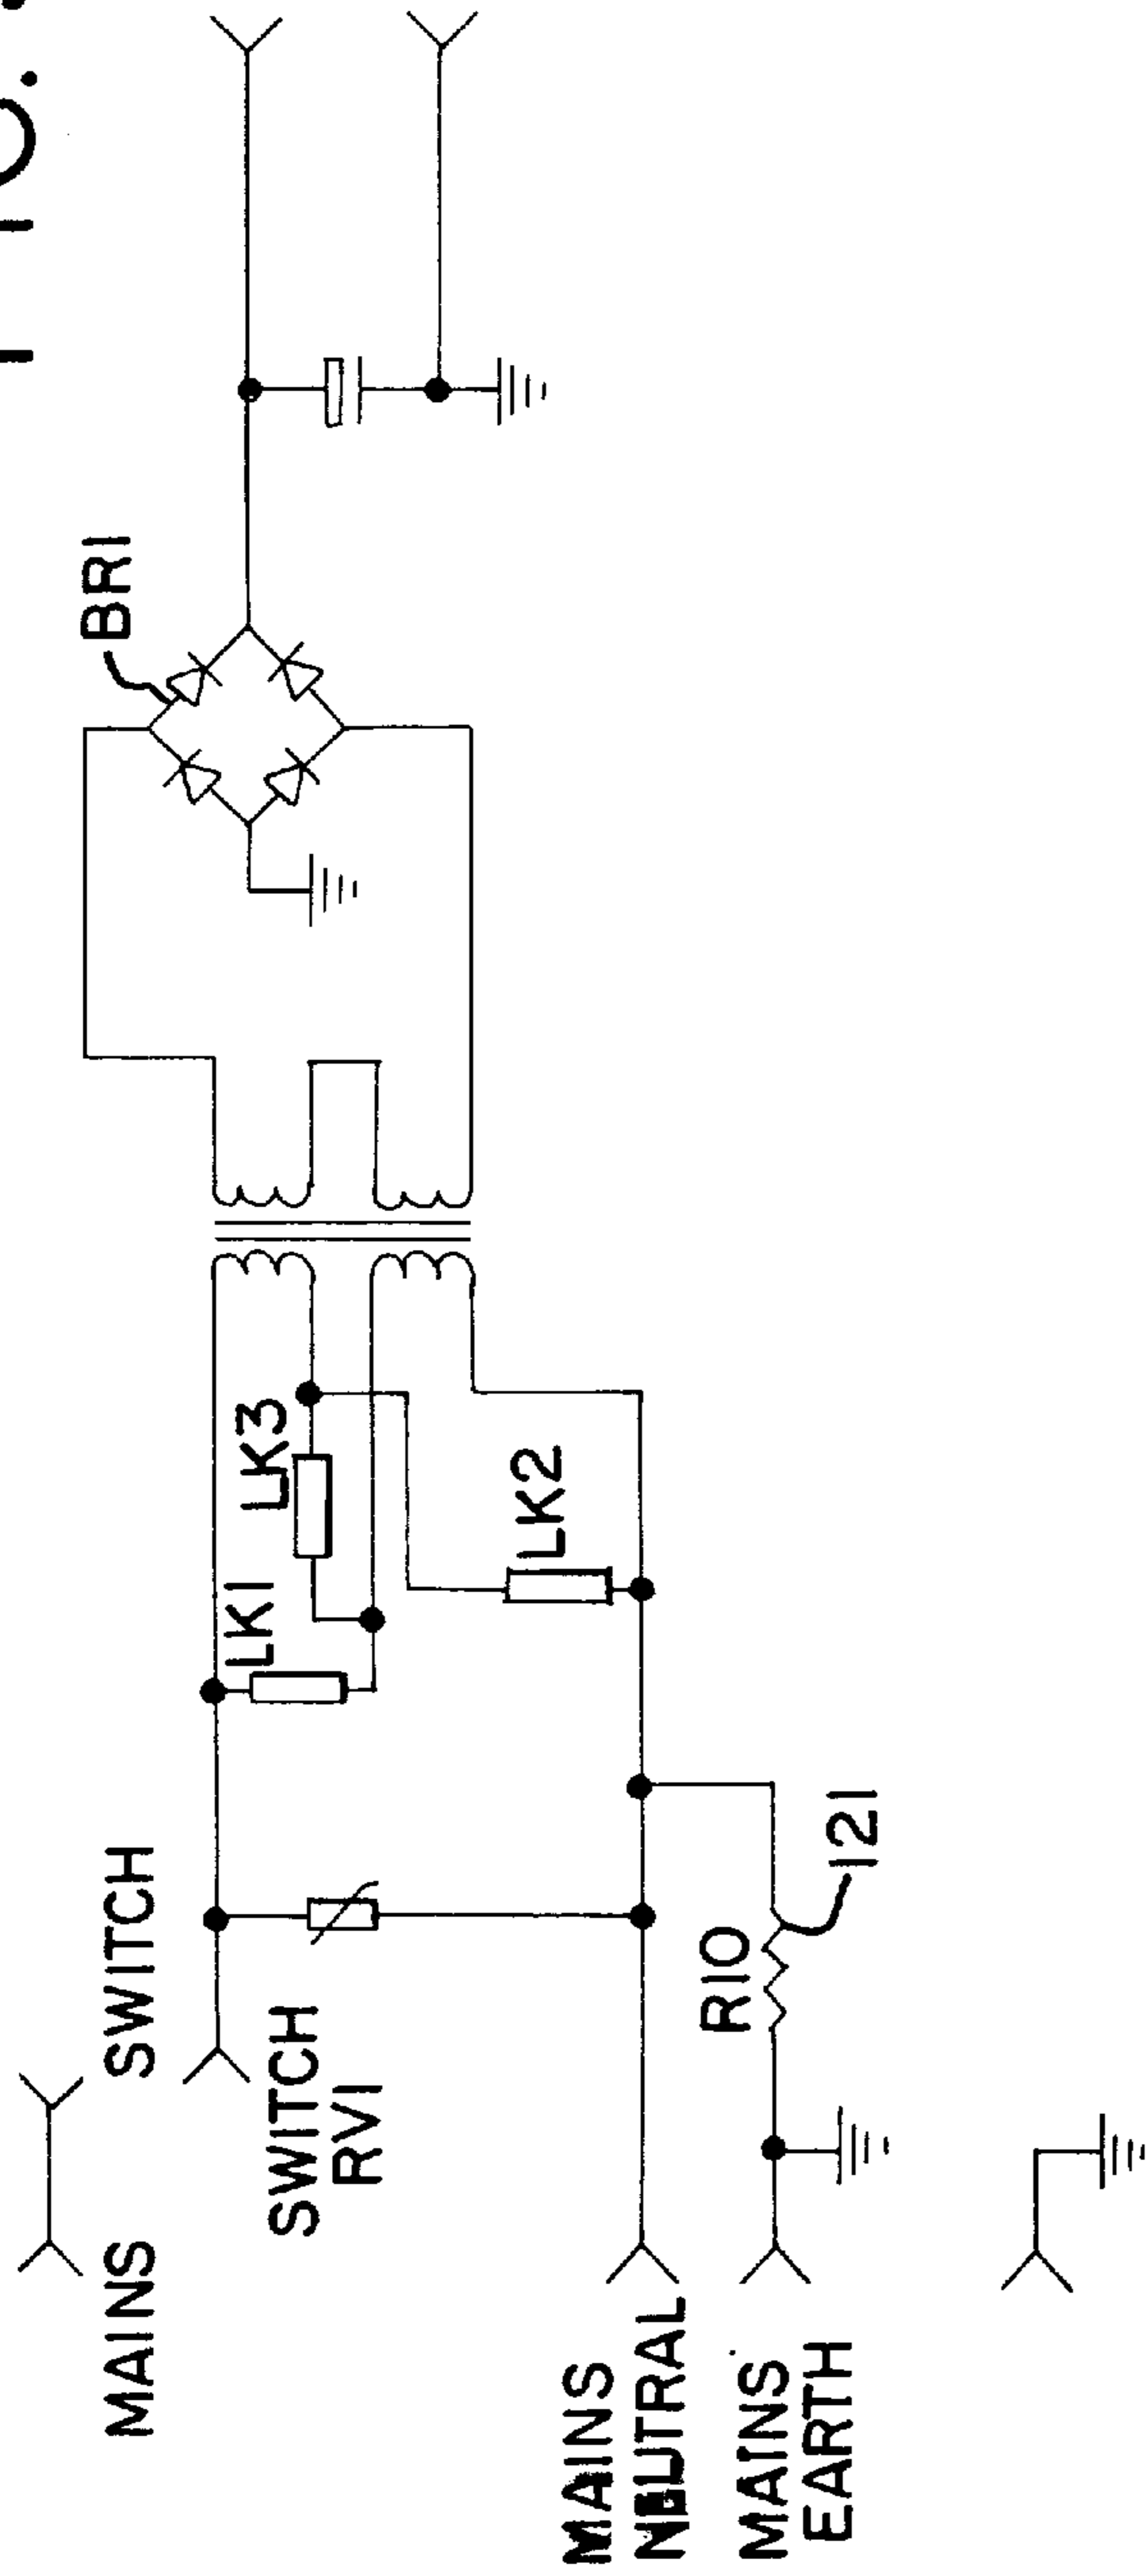 BR1
LK3
LK1
LK2
SWITCH
MAINS
SWITCH
RV1
R10
121
MAINS
NEUTRAL
MAINS
EARTH